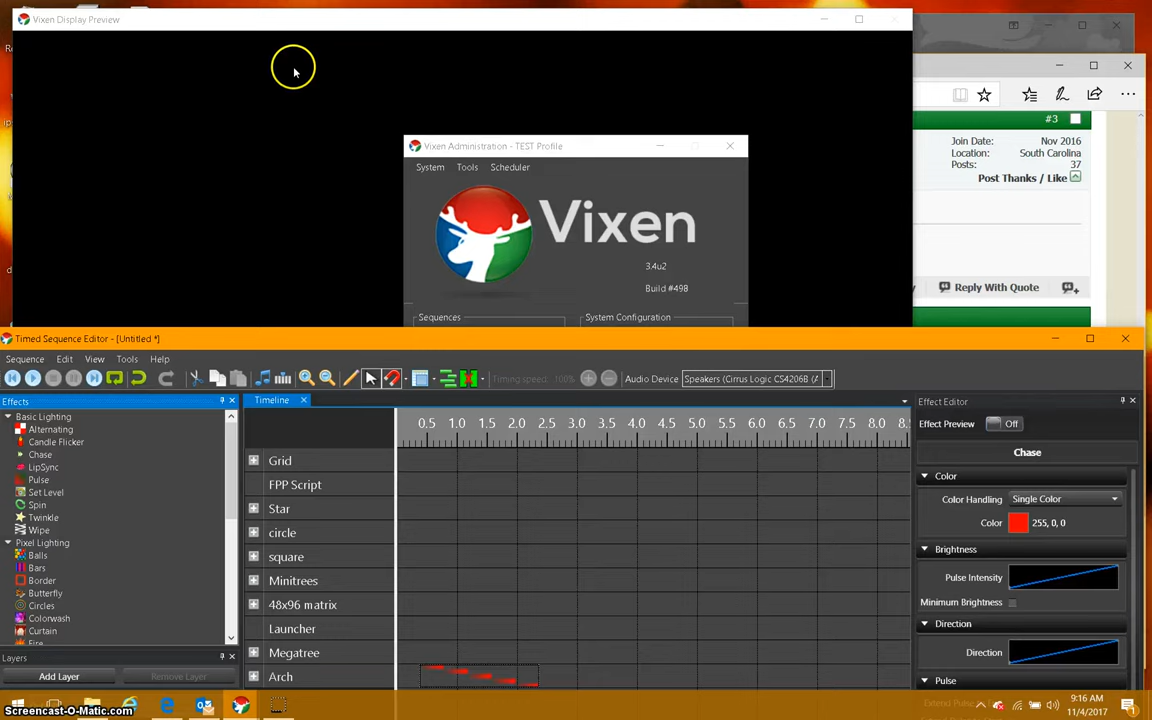 Vixen Display Preview
#3
Join Date: Nov 2016
Location: South Carolina
Posts: 37
Post Thanks / Like
Vixen Administration - TEST Profile
System Tools Scheduler
Vixen
3.4u2
Build #498
Reply With Quote
Sequences System Configuration
Timed Sequence Editor - [Untitled *]
Sequence Edit View Tools Help
Timing speed: 100% Audio Device Speakers (Cirrus Logic CS4206B (A
Effects
Basic Lighting
Alternating
Candle Flicker
Chase
LipSync
Pulse
Set Level
Spin
Twinkle
Wipe
Pixel Lighting
Balls
Bars
Border
Butterfly
Circles
Colorwash
Curtain
Fire
Layers
Add Layer Remove Layer
Timeline
0.5 1.0 1.5 2.0 2.5 3.0 3.5 4.0 4.5 5.0 5.5 6.0 6.5 7.0 7.5 8.0 8.5
Grid
FPP Script
Star
circle
square
Minitrees
48x96 matrix
Launcher
Megatree
Arch
Effect Editor
Effect Preview Off
Chase
Color
Color Handling Single Color
Color 255, 0, 0
Brightness
Pulse Intensity
Minimum Brightness
Direction
Direction
Pulse
Extend Pulse
9:16 AM
11/4/2017
Screencast-O-Matic.com